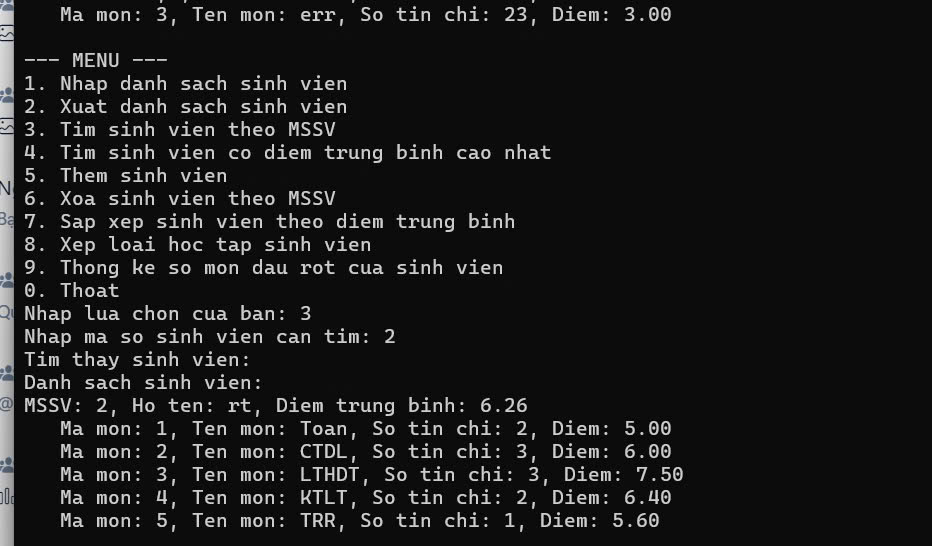 Ma mon: 3, Ten mon: err, So tin chi: 23, Diem: 3.00
--- MENU ---
1. Nhap danh sach sinh vien
2. Xuat danh sach sinh vien
3. Tim sinh vien theo MSSV
4. Tim sinh vien co diem trung binh cao nhat
5. Them sinh vien
6. Xoa sinh vien theo MSSV
7. Sap xep sinh vien theo diem trung binh
8. Xep loai hoc tap sinh vien
9. Thong ke so mon dau rot cua sinh vien
0. Thoat
Nhap lua chon cua ban: 3
Nhap ma so sinh vien can tim: 2
Tim thay sinh vien:
Danh sach sinh vien:
MSSV: 2, Ho ten: rt, Diem trung binh: 6.26
Ma mon: 1, Ten mon: Toan, So tin chi: 2, Diem: 5.00
Ma mon: 2, Ten mon: CTDL, So tin chi: 3, Diem: 6.00
Ma mon: 3, Ten mon: LTHDT, So tin chi: 3, Diem: 7.50
Ma mon: 4, Ten mon: KTLT, So tin chi: 2, Diem: 6.40
Ma mon: 5, Ten mon: TRR, So tin chi: 1, Diem: 5.60